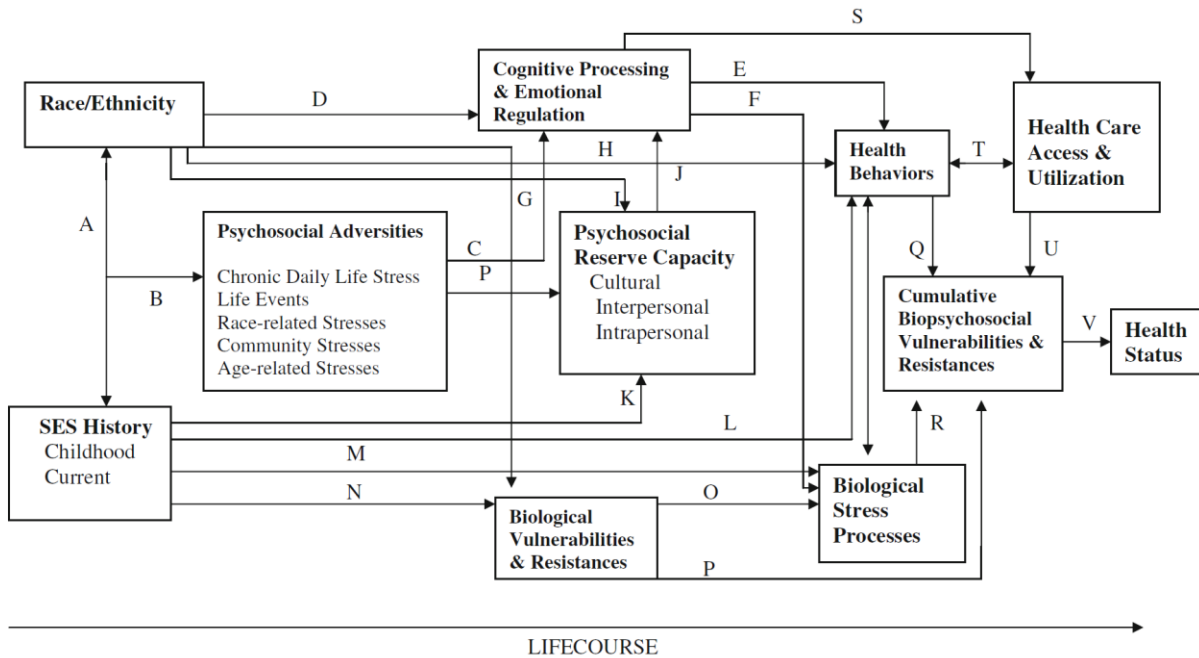 S
Cognitive Processing
& Emotional
Regulation
E
F
Race/Ethnicity
D
Health Care
Access &
Utilization
H
Health
Behaviors
T
J
G
I
A
Psychosocial Adversities
Chronic Daily Life Stress
Life Events
Race-related Stresses
Community Stresses
Age-related Stresses
C
P
Psychosocial
Reserve Capacity
Cultural
Interpersonal
Intrapersonal
Q
U
B
Cumulative
Biopsychosocial
Vulnerabilities &
Resistances
V
Health
Status
K
SES History
Childhood
Current
L
M
N
R
Biological
Stress
Processes
O
Biological
Vulnerabilities
& Resistances
P
LIFECOURSE